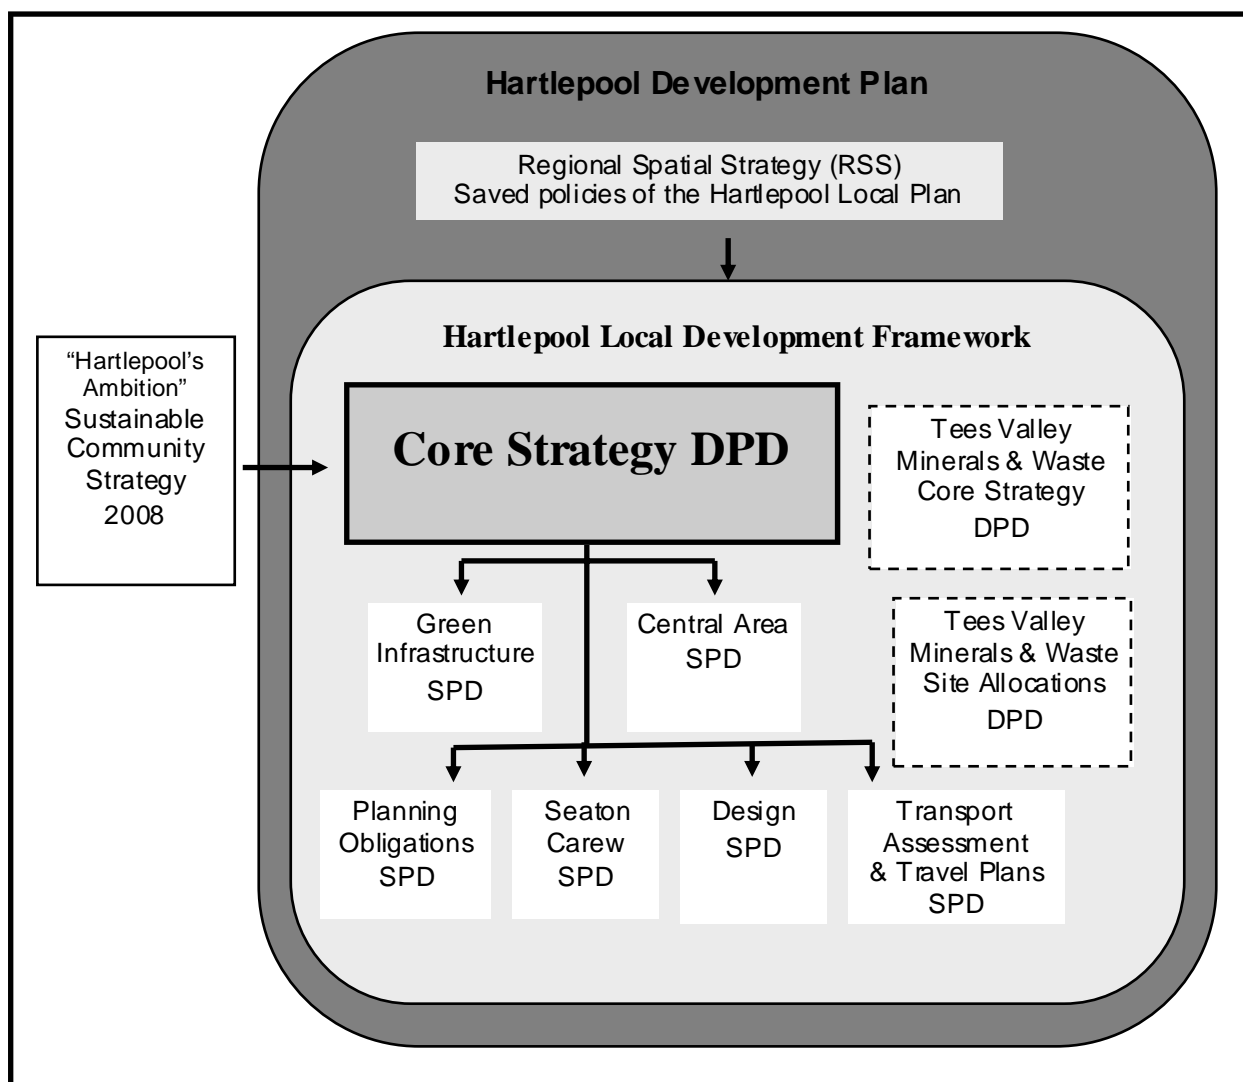 Hartlepool Development Plan
Regional Spatial Strategy (RSS)
Saved policies of the Hartlepool Local Plan
Hartlepool Local Development Framework
“Hartlepool’s
Ambition”
Sustainable
Community
Strategy
2008
Core Strategy DPD
Tees Valley
Minerals & Waste
Core Strategy
DPD
Green
Infrastructure
SPD
Central Area
SPD
Tees Valley
Minerals & Waste
Site Allocations
DPD
Planning
Obligations
SPD
Seaton
Carew
SPD
Design
SPD
Transport
Assessment
& Travel Plans
SPD